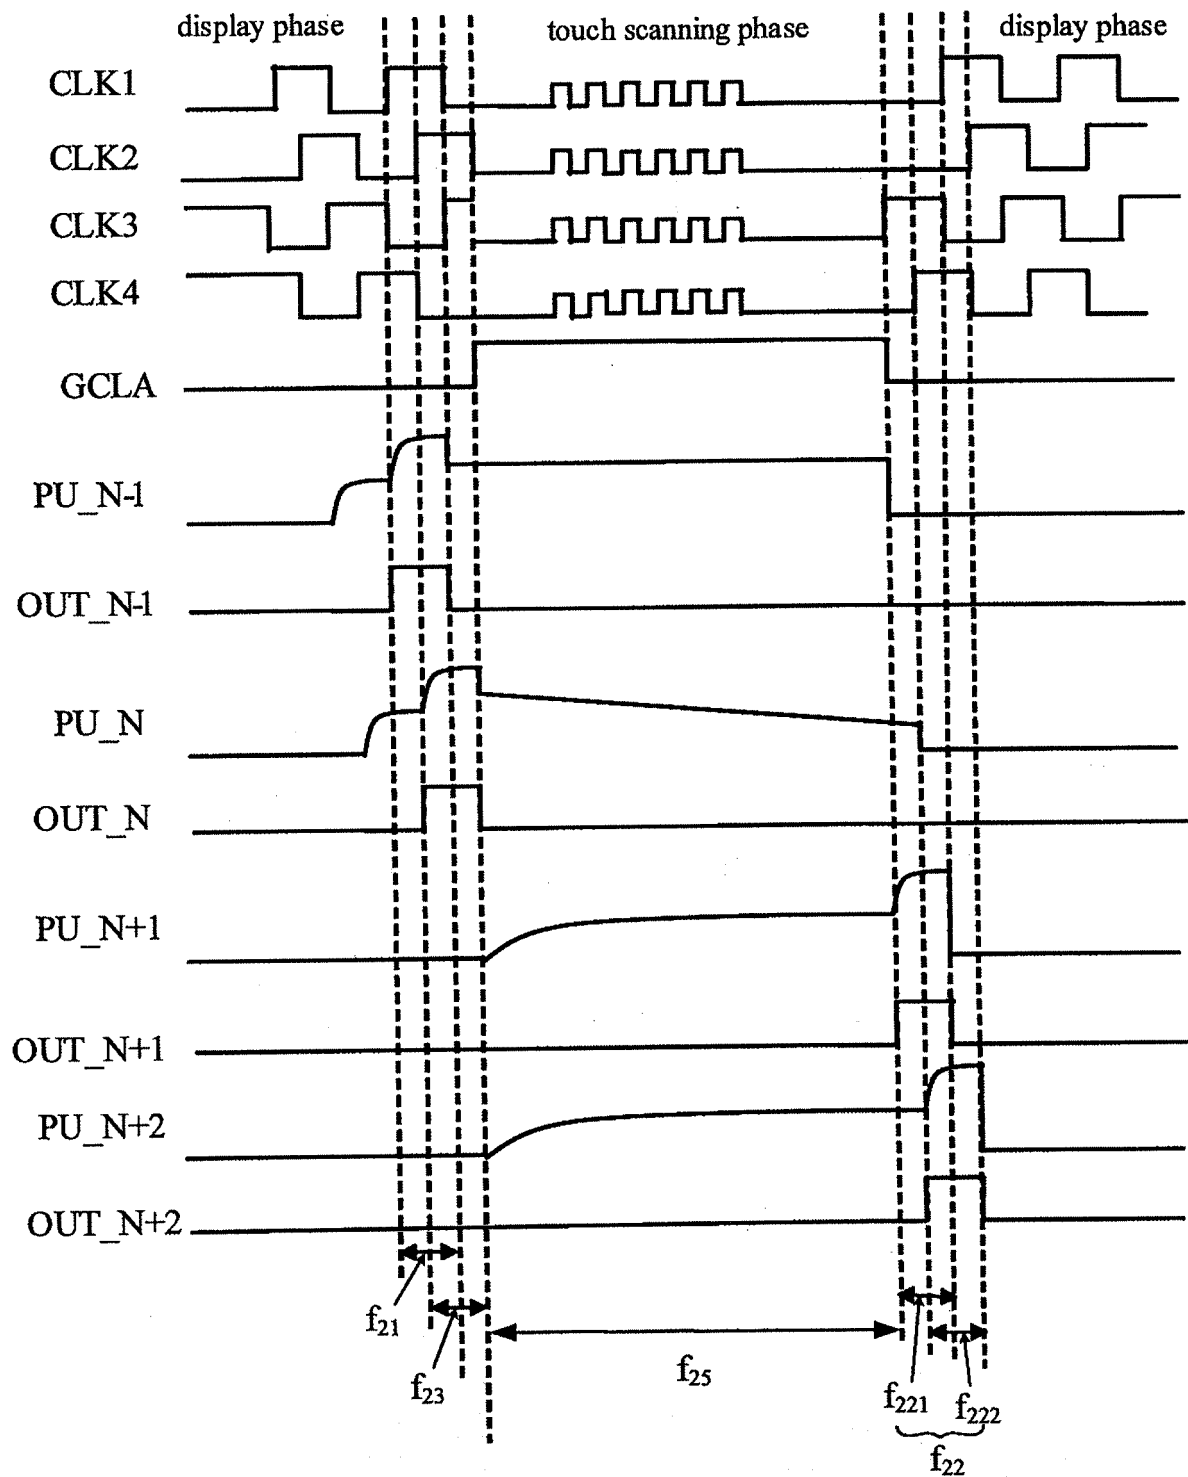 display phase touch scanning phase display phase
CLK1
CLK2
CLK3
CLK4
GCLA
PU_N-1
OUT_N-1
PU_N
OUT_N
PU_N+1
OUT_N+1
PU_N+2
OUT_N+2
f21
f23
f25
f221
f222
f22